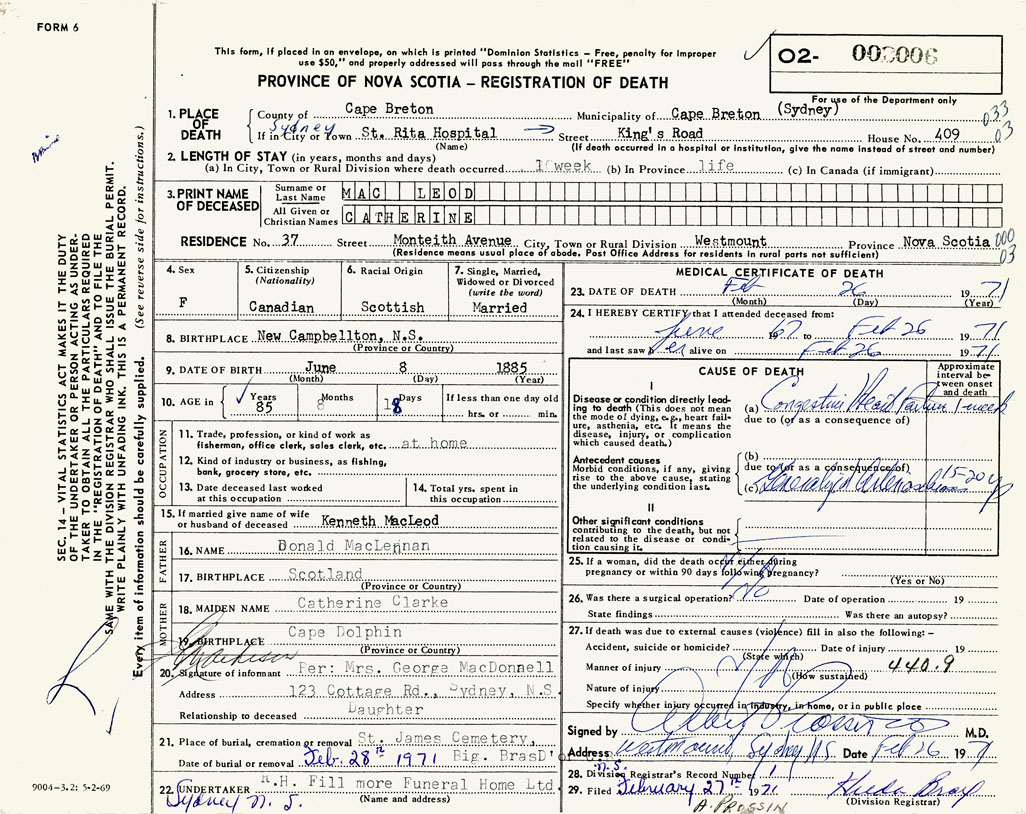 FORM 6
This form, if placed in an envelope, on which is printed "Dominion Statistics – Free, penalty for improper
use $50," and properly addressed will pass through the mail "FREE"
PROVINCE OF NOVA SCOTIA – REGISTRATION OF DEATH
02- 003006
For use of the Department only
SEC. 14 – VITAL STATISTICS ACT MAKES IT THE DUTY
OF THE UNDERTAKER OR PERSON ACTING AS UNDER-
TAKER TO OBTAIN ALL THE PARTICULARS REQUIRED
IN THE "REGISTRATION OF DEATH" AND TO FILE THE
SAME WITH THE DIVISION REGISTRAR WHO SHALL ISSUE THE BURIAL PERMIT.
WRITE PLAINLY WITH UNFADING INK. THIS IS A PERMANENT RECORD.
Every item of information should be carefully supplied. (See reverse side for instructions.)
1. PLACE OF DEATH
County of Cape Breton Municipality of Cape Breton (Sydney) 033
Sydney
If in City or Town St. Rita Hospital Street King's Road House No. 409 03
(Name) (If death occurred in a hospital or institution, give the name instead of street and number)
2. LENGTH OF STAY (in years, months and days)
(a) In City, Town or Rural Division where death occurred 1 week (b) In Province life (c) In Canada (if immigrant)
3. PRINT NAME OF DECEASED
Surname or Last Name MAC LEOD
All Given or Christian Names CATHERINE
RESIDENCE No. 37 Street Monteith Avenue City, Town or Rural Division Westmount Province Nova Scotia 000 03
(Residence means usual place of abode. Post Office Address for residents in rural parts not sufficient)
4. Sex F
5. Citizenship (Nationality) Canadian
6. Racial Origin Scottish
7. Single, Married, Widowed or Divorced (write the word) Married
8. BIRTHPLACE New Campbellton, N.S.
(Province or Country)
9. DATE OF BIRTH June 8 1885
(Month) (Day) (Year)
10. AGE in Years 85 Months 8 Days 18 If less than one day old
hrs. or min.
OCCUPATION
11. Trade, profession, or kind of work as
fisherman, office clerk, sales clerk, etc. at home
12. Kind of industry or business, as fishing,
bank, grocery store, etc.
13. Date deceased last worked
at this occupation
14. Total yrs. spent in
this occupation
15. If married give name of wife
or husband of deceased Kenneth MacLeod
FATHER
16. NAME Donald MacLennan
17. BIRTHPLACE Scotland
(Province or Country)
MOTHER
18. MAIDEN NAME Catherine Clarke
19. BIRTHPLACE Cape Dolphin
(Province or Country)
20. Signature of informant Per: Mrs. George MacDonnell
Address 123 Cottage Rd., Sydney, N.S.
Relationship to deceased Daughter
21. Place of burial, cremation or removal St. James Cemetery,
Date of burial or removal Feb. 28th 1971 Big. BrasD'o
N.S.
22. UNDERTAKER R.H. Fill more Funeral Home Ltd.
Sydney N.S. (Name and address)
9004-3.2: 5-2-69
MEDICAL CERTIFICATE OF DEATH
23. DATE OF DEATH Feb 26 1971
(Month) (Day) (Year)
24. I HEREBY CERTIFY that I attended deceased from:
June 1967 to Feb 26 1971
and last saw her alive on Feb 26 1971
CAUSE OF DEATH
Approximate interval between onset and death
I
Disease or condition directly lead-
ing to death (This does not mean
the mode of dying, e.g., heart fail-
ure, asthenia, etc. It means the
disease, injury, or complication
which caused death.)
(a) Congestive Heart Failure 1 week
due to (or as a consequence of)
Antecedent causes
Morbid conditions, if any, giving
rise to the above cause, stating
the underlying condition last.
(b)
due to (or as a consequence of)
(c) Generalized 15-20 yrs
II
Other significant conditions
contributing to the death, but not
related to the disease or condi-
tion causing it.
25. If a woman, did the death occur either during
pregnancy or within 90 days following pregnancy?
(Yes or No)
26. Was there a surgical operation? No Date of operation 19
State findings Was there an autopsy?
27. If death was due to external causes (violence) fill in also the following: –
Accident, suicide or homicide? Date of injury 19
(State which)
Manner of injury 440.9
(How sustained)
Nature of injury
Specify whether injury occurred in industry, in home, or in public place
Signed by M.D.
Address Westmount, Sydney N.S. Date Feb 26 1971
28. Division Registrar's Record Number 1
29. Filed February 27th 1971
(Division Registrar)
A. PROSSIN